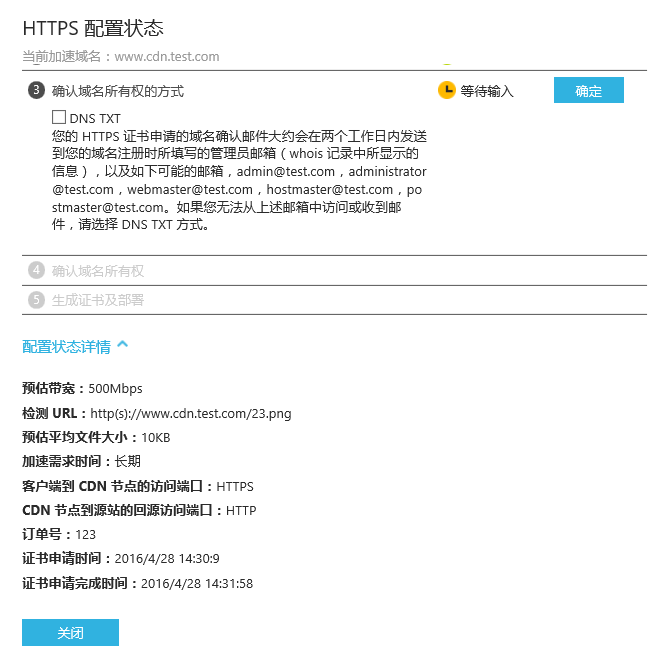 HTTPS 配置状态
当前加速域名：www.cdn.test.com
3 确认域名所有权的方式 等待输入 确定
DNS TXT
您的 HTTPS 证书申请的域名确认邮件大约会在两个工作日内发送
到您的域名注册时所填写的管理员邮箱（whois 记录中所显示的
信息），以及如下可能的邮箱，admin@test.com，administrator
@test.com，webmaster@test.com，hostmaster@test.com，po
stmaster@test.com。如果您无法从上述邮箱中访问或收到邮
件，请选择 DNS TXT 方式。
4 确认域名所有权
5 生成证书及部署
配置状态详情
预估带宽：500Mbps
检测 URL：http(s)://www.cdn.test.com/23.png
预估平均文件大小：10KB
加速需求时间：长期
客户端到 CDN 节点的访问端口：HTTPS
CDN 节点到源站的回源访问端口：HTTP
订单号：123
证书申请时间：2016/4/28 14:30:9
证书申请完成时间：2016/4/28 14:31:58
关闭